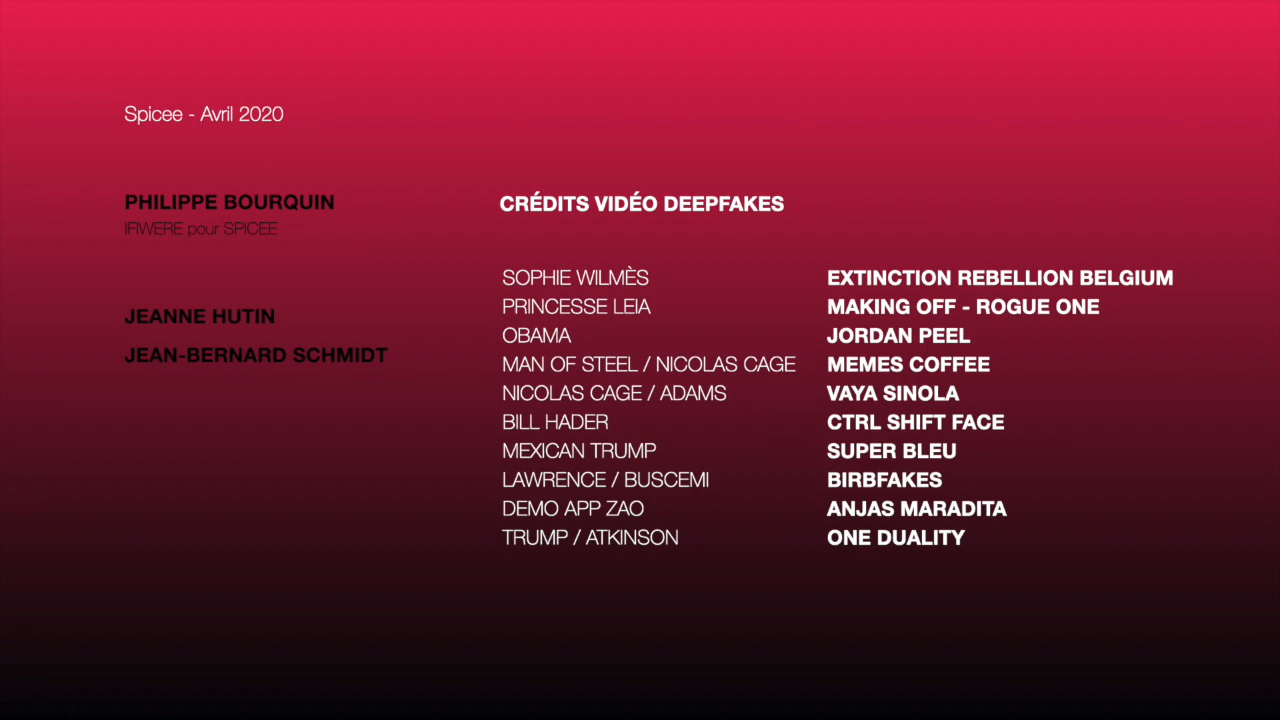 Spicee - Avril 2020
PHILIPPE BOURQUIN
IFIWERE pour SPICEE
JEANNE HUTIN
JEAN-BERNARD SCHMIDT
CRÉDITS VIDÉO DEEPFAKES
SOPHIE WILMÈS EXTINCTION REBELLION BELGIUM
PRINCESSE LEIA MAKING OFF - ROGUE ONE
OBAMA JORDAN PEEL
MAN OF STEEL / NICOLAS CAGE MEMES COFFEE
NICOLAS CAGE / ADAMS VAYA SINOLA
BILL HADER CTRL SHIFT FACE
MEXICAN TRUMP SUPER BLEU
LAWRENCE / BUSCEMI BIRBFAKES
DEMO APP ZAO ANJAS MARADITA
TRUMP / ATKINSON ONE DUALITY